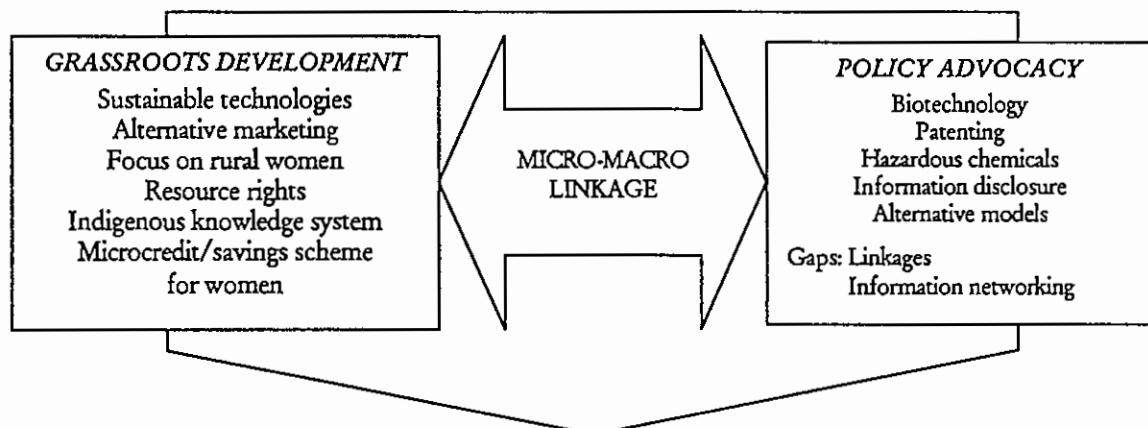 GRASSROOTS DEVELOPMENT
Sustainable technologies
Alternative marketing
Focus on rural women
Resource rights
Indigenous knowledge system
Microcredit/savings scheme
for women
MICRO-MACRO
LINKAGE
POLICY ADVOCACY
Biotechnology
Patenting
Hazardous chemicals
Information disclosure
Alternative models
Gaps: Linkages
Information networking